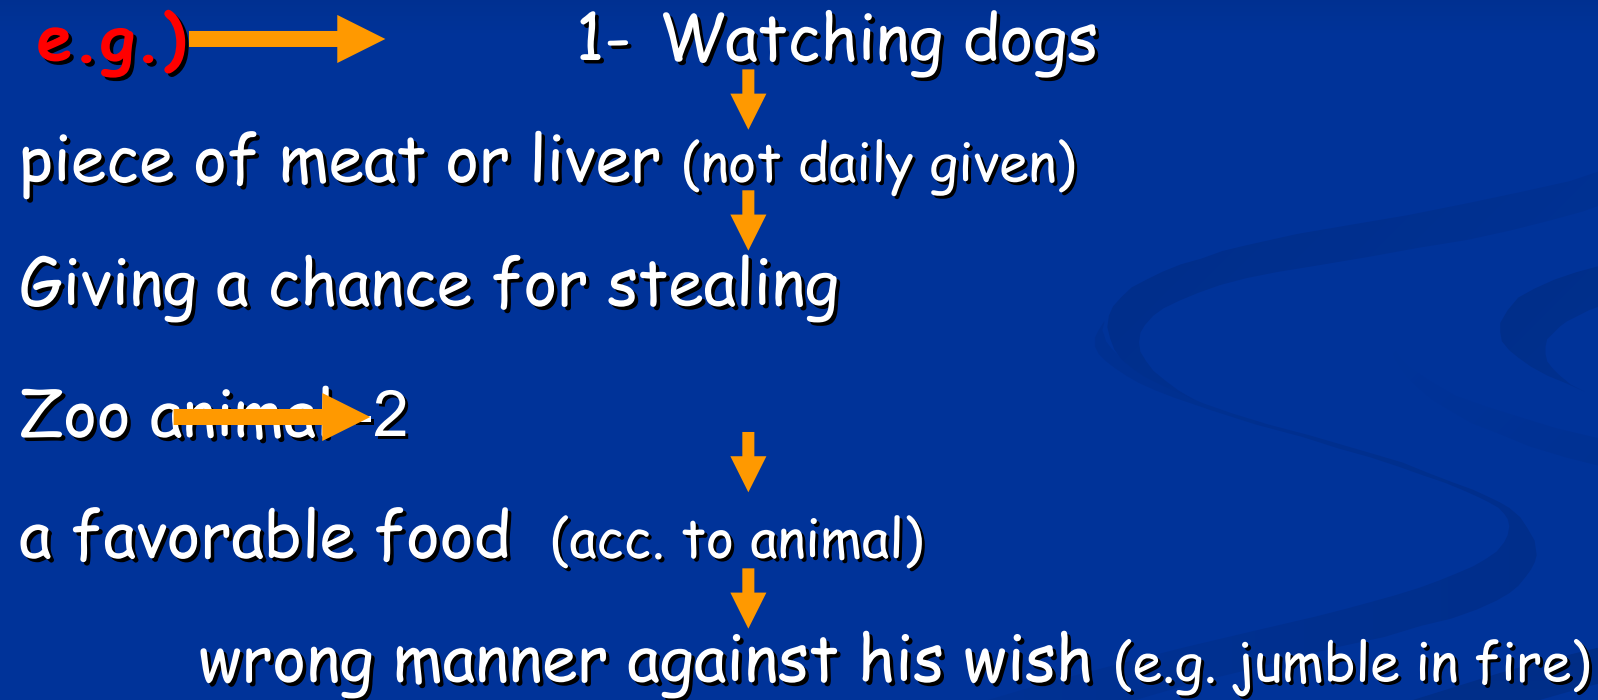 e.g.) 1- Watching dogs
piece of meat or liver (not daily given)
Giving a chance for stealing
Zoo animal -2
a favorable food (acc. to animal)
wrong manner against his wish (e.g. jumble in fire)